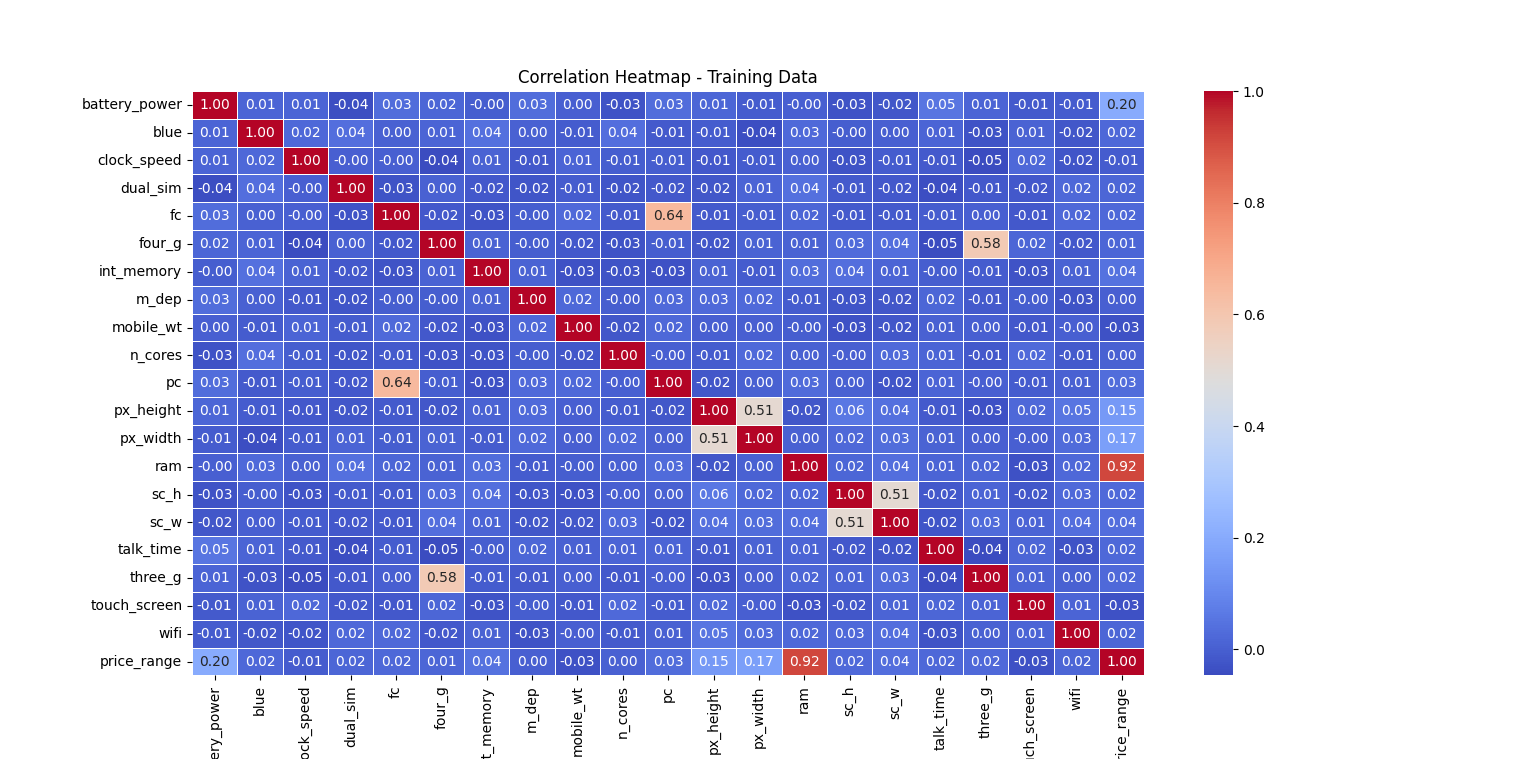 Correlation Heatmap - Training Data
battery_power 1.00 0.01 0.01 -0.04 0.03 0.02 -0.00 0.03 0.00 -0.03 0.03 0.01 -0.01 -0.00 -0.03 -0.02 0.05 0.01 -0.01 -0.01 0.20
blue 0.01 1.00 0.02 0.04 0.00 0.01 0.04 0.00 -0.01 0.04 -0.01 -0.01 -0.04 0.03 -0.00 0.00 0.01 -0.03 0.01 -0.02 0.02
clock_speed 0.01 0.02 1.00 -0.00 -0.00 -0.04 0.01 -0.01 0.01 -0.01 -0.01 -0.01 -0.01 0.00 -0.03 -0.01 -0.01 -0.05 0.02 -0.02 -0.01
dual_sim -0.04 0.04 -0.00 1.00 -0.03 0.00 -0.02 -0.02 -0.01 -0.02 -0.02 -0.02 0.01 0.04 -0.01 -0.02 -0.04 -0.01 -0.02 0.02 0.02
fc 0.03 0.00 -0.00 -0.03 1.00 -0.02 -0.03 -0.00 0.02 -0.01 0.64 -0.01 -0.01 0.02 -0.01 -0.01 -0.01 0.00 -0.01 0.02 0.02
four_g 0.02 0.01 -0.04 0.00 -0.02 1.00 0.01 -0.00 -0.02 -0.03 -0.01 -0.02 0.01 0.01 0.03 0.04 -0.05 0.58 0.02 -0.02 0.01
int_memory -0.00 0.04 0.01 -0.02 -0.03 0.01 1.00 0.01 -0.03 -0.03 -0.03 0.01 -0.01 0.03 0.04 0.01 -0.00 -0.01 -0.03 0.01 0.04
m_dep 0.03 0.00 -0.01 -0.02 -0.00 -0.00 0.01 1.00 0.02 -0.00 0.03 0.03 0.02 -0.01 -0.03 -0.02 0.02 -0.01 -0.00 -0.03 0.00
mobile_wt 0.00 -0.01 0.01 -0.01 0.02 -0.02 -0.03 0.02 1.00 -0.02 0.02 0.00 0.00 -0.00 -0.03 -0.02 0.01 0.00 -0.01 -0.00 -0.03
n_cores -0.03 0.04 -0.01 -0.02 -0.01 -0.03 -0.03 -0.00 -0.02 1.00 -0.00 -0.01 0.02 0.00 -0.00 0.03 0.01 -0.01 0.02 -0.01 0.00
pc 0.03 -0.01 -0.01 -0.02 0.64 -0.01 -0.03 0.03 0.02 -0.00 1.00 -0.02 0.00 0.03 0.00 -0.02 0.01 -0.00 -0.01 0.01 0.03
px_height 0.01 -0.01 -0.01 -0.02 -0.01 -0.02 0.01 0.03 0.00 -0.01 -0.02 1.00 0.51 -0.02 0.06 0.04 -0.01 -0.03 0.02 0.05 0.15
px_width -0.01 -0.04 -0.01 0.01 -0.01 0.01 -0.01 0.02 0.00 0.02 0.00 0.51 1.00 0.00 0.02 0.03 0.01 0.00 -0.00 0.03 0.17
ram -0.00 0.03 0.00 0.04 0.02 0.01 0.03 -0.01 -0.00 0.00 0.03 -0.02 0.00 1.00 0.02 0.04 0.01 0.02 -0.03 0.02 0.92
sc_h -0.03 -0.00 -0.03 -0.01 -0.01 0.03 0.04 -0.03 -0.03 -0.00 0.00 0.06 0.02 0.02 1.00 0.51 -0.02 0.01 -0.02 0.03 0.02
sc_w -0.02 0.00 -0.01 -0.02 -0.01 0.04 0.01 -0.02 -0.02 0.03 -0.02 0.04 0.03 0.04 0.51 1.00 -0.02 0.03 0.01 0.04 0.04
talk_time 0.05 0.01 -0.01 -0.04 -0.01 -0.05 -0.00 0.02 0.01 0.01 0.01 -0.01 0.01 0.01 -0.02 -0.02 1.00 -0.04 0.02 -0.03 0.02
three_g 0.01 -0.03 -0.05 -0.01 0.00 0.58 -0.01 -0.01 0.00 -0.01 -0.00 -0.03 0.00 0.02 0.01 0.03 -0.04 1.00 0.01 0.00 0.02
touch_screen -0.01 0.01 0.02 -0.02 -0.01 0.02 -0.03 -0.00 -0.01 0.02 -0.01 0.02 -0.00 -0.03 -0.02 0.01 0.02 0.01 1.00 0.01 -0.03
wifi -0.01 -0.02 -0.02 0.02 0.02 -0.02 0.01 -0.03 -0.00 -0.01 0.01 0.05 0.03 0.02 0.03 0.04 -0.03 0.00 0.01 1.00 0.02
price_range 0.20 0.02 -0.01 0.02 0.02 0.01 0.04 0.00 -0.03 0.00 0.03 0.15 0.17 0.92 0.02 0.04 0.02 0.02 -0.03 0.02 1.00
ery_power
blue
ock_speed
dual_sim
fc
four_g
t_memory
m_dep
mobile_wt
n_cores
pc
px_height
px_width
ram
sc_h
sc_w
talk_time
three_g
uch_screen
wifi
rice_range
1.0
0.8
0.6
0.4
0.2
0.0